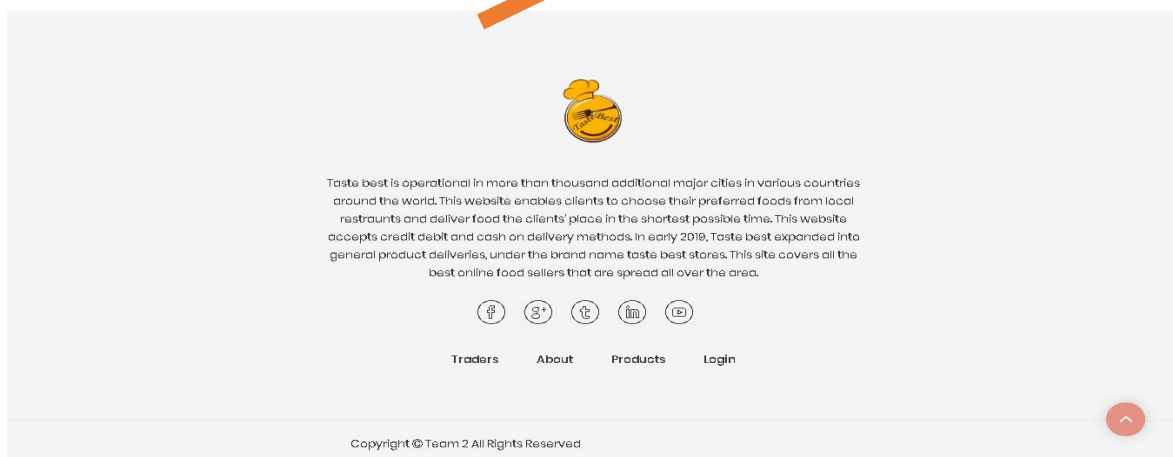 Taste Best
Taste best is operational in more than thousand additional major cities in various countries
around the world. This website enables clients to choose their preferred foods from local
restraunts and deliver food the clients' place in the shortest possible time. This website
accepts credit debit and cash on delivery methods. In early 2019, Taste best expanded into
general product deliveries, under the brand name taste best stores. This site covers all the
best online food sellers that are spread all over the area.
f g+ t in
Traders About Products Login
Copyright © Team 2 All Rights Reserved